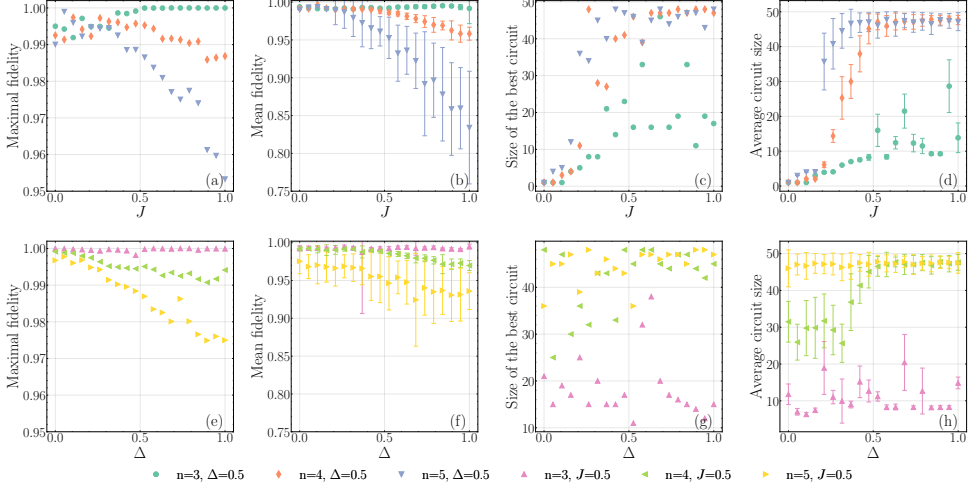 Maximal fidelity
1.00
0.99
0.98
0.97
0.96
0.95
0.0
0.5
1.0
J
(a)
Mean fidelity
1.00
0.95
0.90
0.85
0.80
0.75
0.0
0.5
1.0
J
(b)
Size of the best circuit
50
40
30
20
10
0
0.0
0.5
1.0
J
(c)
Average circuit size
50
40
30
20
10
0
0.0
0.5
1.0
J
(d)
Maximal fidelity
1.00
0.99
0.98
0.97
0.96
0.95
0.0
0.5
1.0
Δ
(e)
Mean fidelity
1.00
0.95
0.90
0.85
0.80
0.75
0.0
0.5
1.0
Δ
(f)
Size of the best circuit
50
40
30
20
10
0.0
0.5
1.0
Δ
(g)
Average circuit size
50
40
30
20
10
0.0
0.5
1.0
Δ
(h)
n=3, Δ=0.5
n=4, Δ=0.5
n=5, Δ=0.5
n=3, J=0.5
n=4, J=0.5
n=5, J=0.5